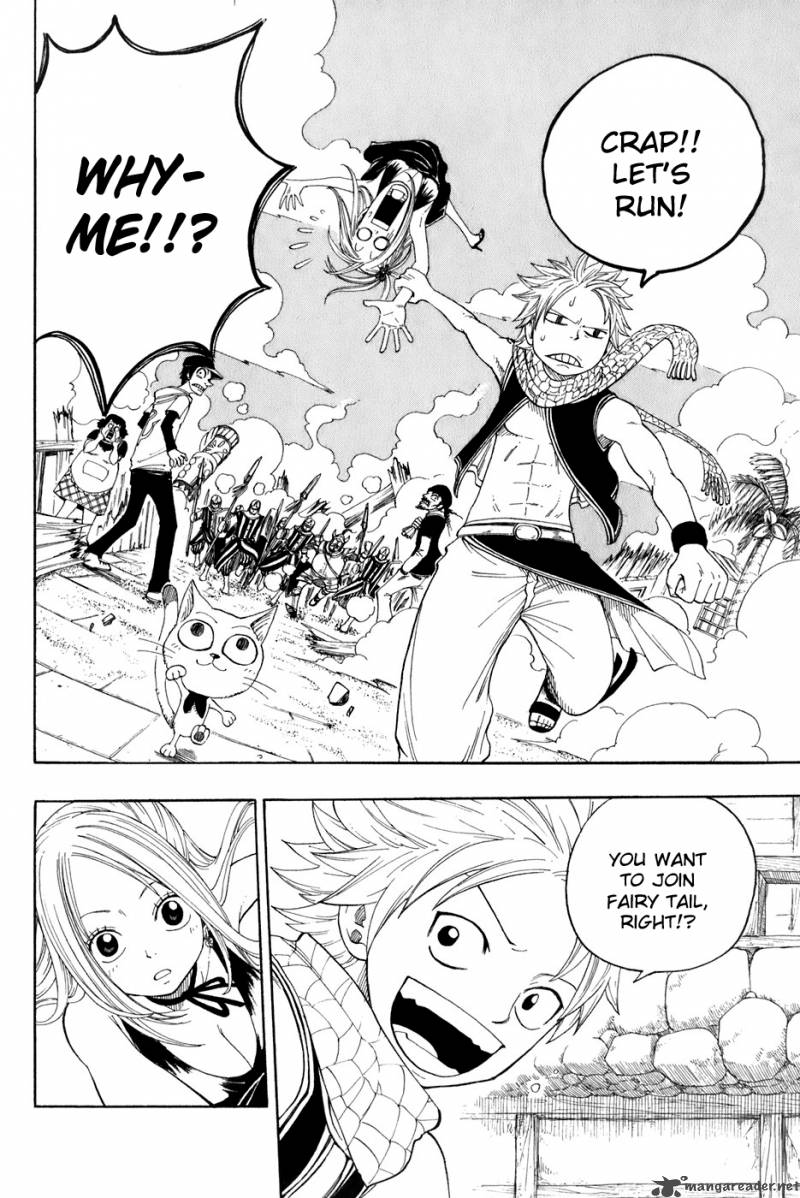 CRAP!!
LET'S
RUN!
WHY-
ME!!?
YOU WANT
TO JOIN
FAIRY TAIL,
RIGHT!?
mangareader.net